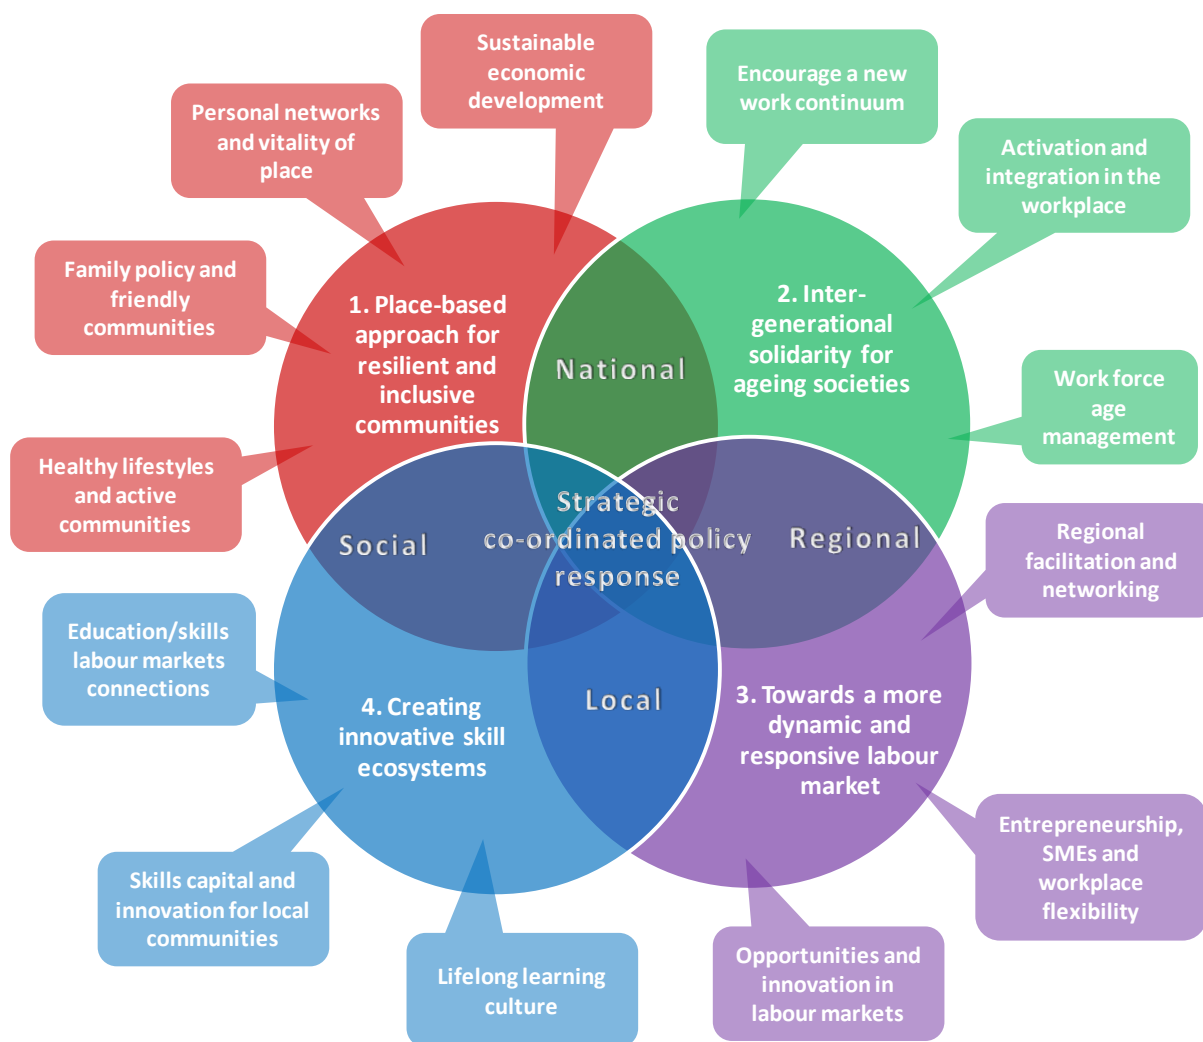 Sustainable
economic
development
Encourage a new
work continuum
Personal networks
and vitality of
place
Activation and
integration in the
workplace
Family policy and
friendly
communities
1. Place-based
approach for
resilient and
inclusive
communities
National
2. Inter-
generational
solidarity for
ageing societies
Work force
age
management
Healthy lifestyles
and active
communities
Social
Strategic
co-ordinated policy
response
Regional
Regional
facilitation and
networking
Education/skills
labour markets
connections
4. Creating
innovative skill
ecosystems
Local
3. Towards a more
dynamic and
responsive labour
market
Entrepreneurship,
SMEs and
workplace
flexibility
Skills capital and
innovation for local
communities
Lifelong learning
culture
Opportunities and
innovation in
labour markets